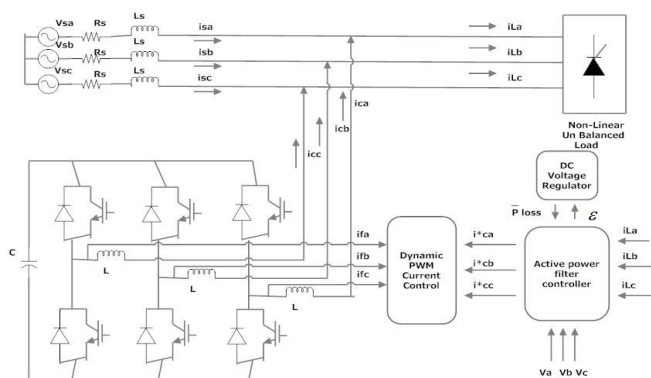 Vsa
Rs
Ls
isa
iLa
Vsb
Rs
Ls
isb
iLb
Vsc
Rs
Ls
isc
iLc
ica
icb
icc
Non-Linear
Un Balanced
Load
DC
Voltage
Regulator
P loss
ε
C
L
L
L
ifa
ifb
ifc
Dynamic
PWM
Current
Control
i*ca
i*cb
i*cc
Active power
filter
controller
iLa
iLb
iLc
Va Vb Vc